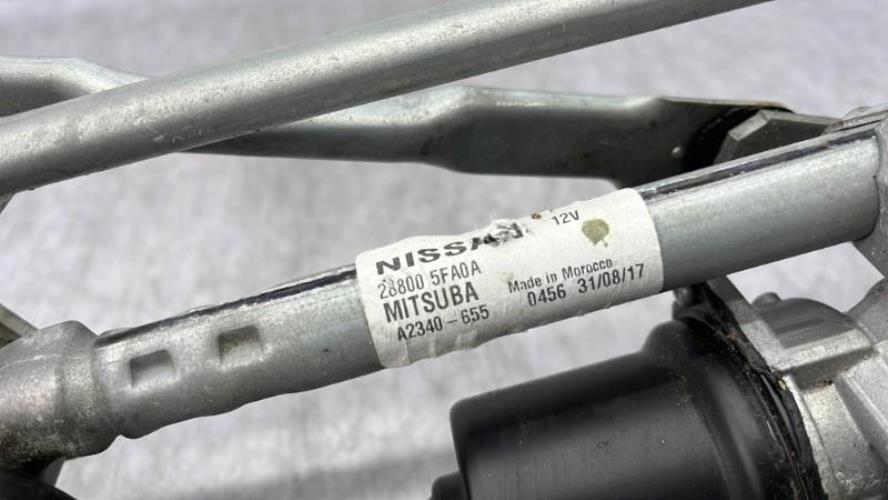 NISSAN 12V
28800 5FA0A
MITSUBA Made in Morocco
A2340-655 0456 31/08/17